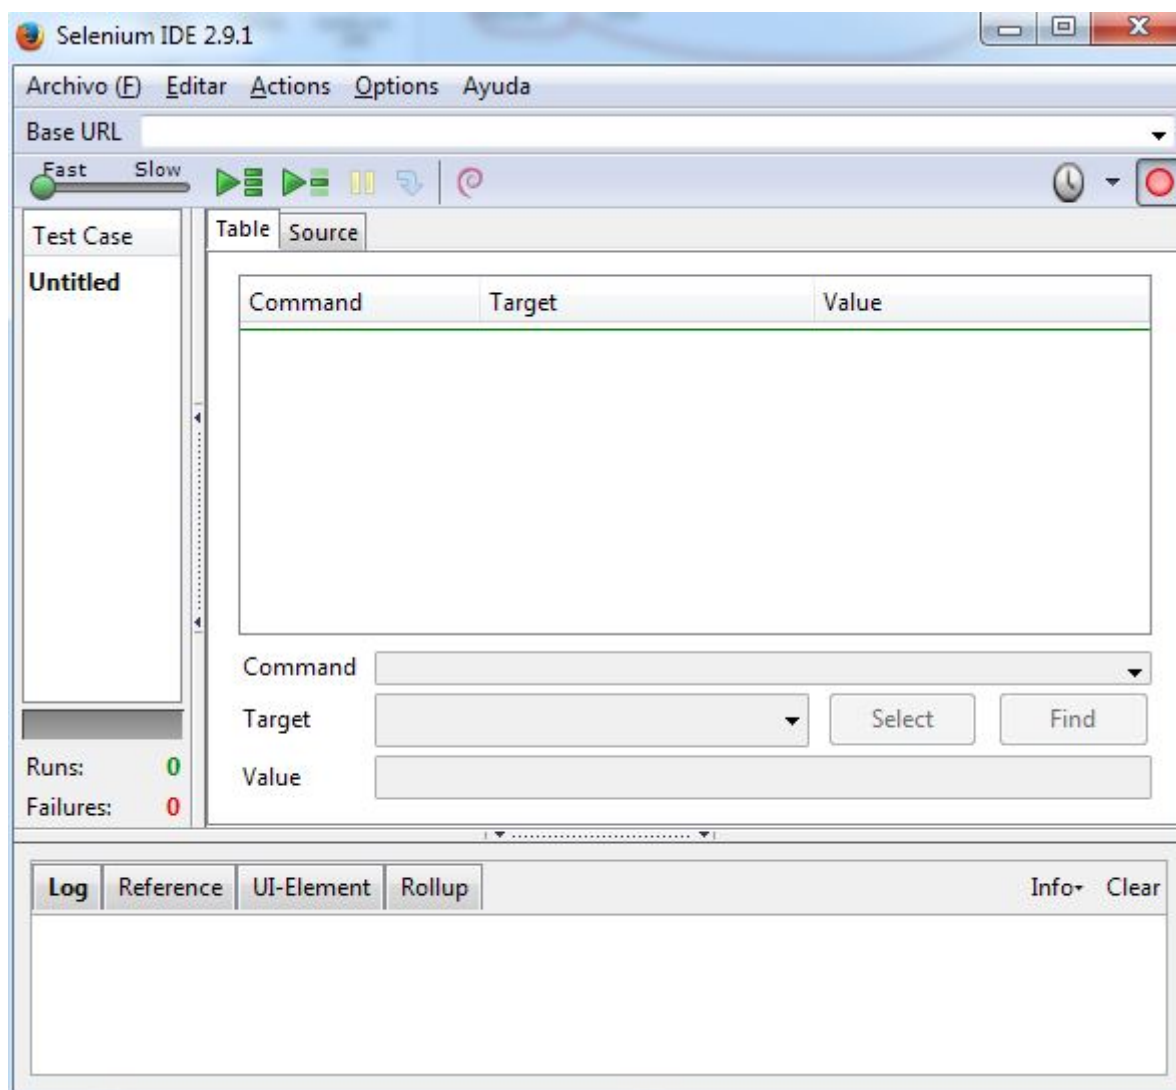 Selenium IDE 2.9.1
Archivo (F) Editar Actions Options Ayuda
Base URL
Fast Slow
Test Case
Table Source
Untitled
Command Target Value
Command
Target Select Find
Runs: 0
Value
Failures: 0
Log Reference UI-Element Rollup Info Clear